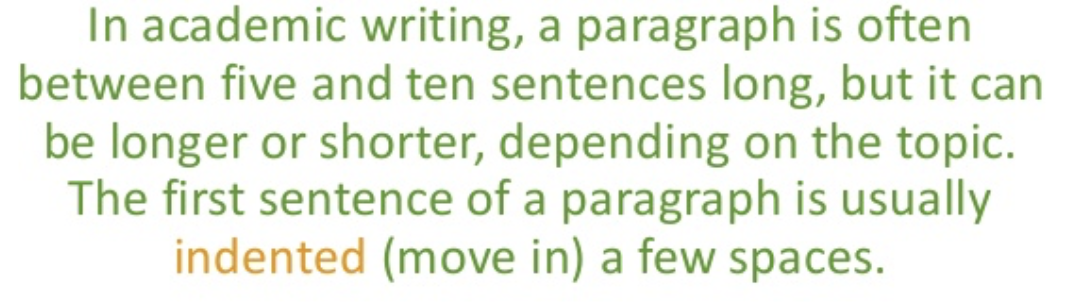 In academic writing, a paragraph is often
between five and ten sentences long, but it can
be longer or shorter, depending on the topic.
The first sentence of a paragraph is usually
indented (move in) a few spaces.